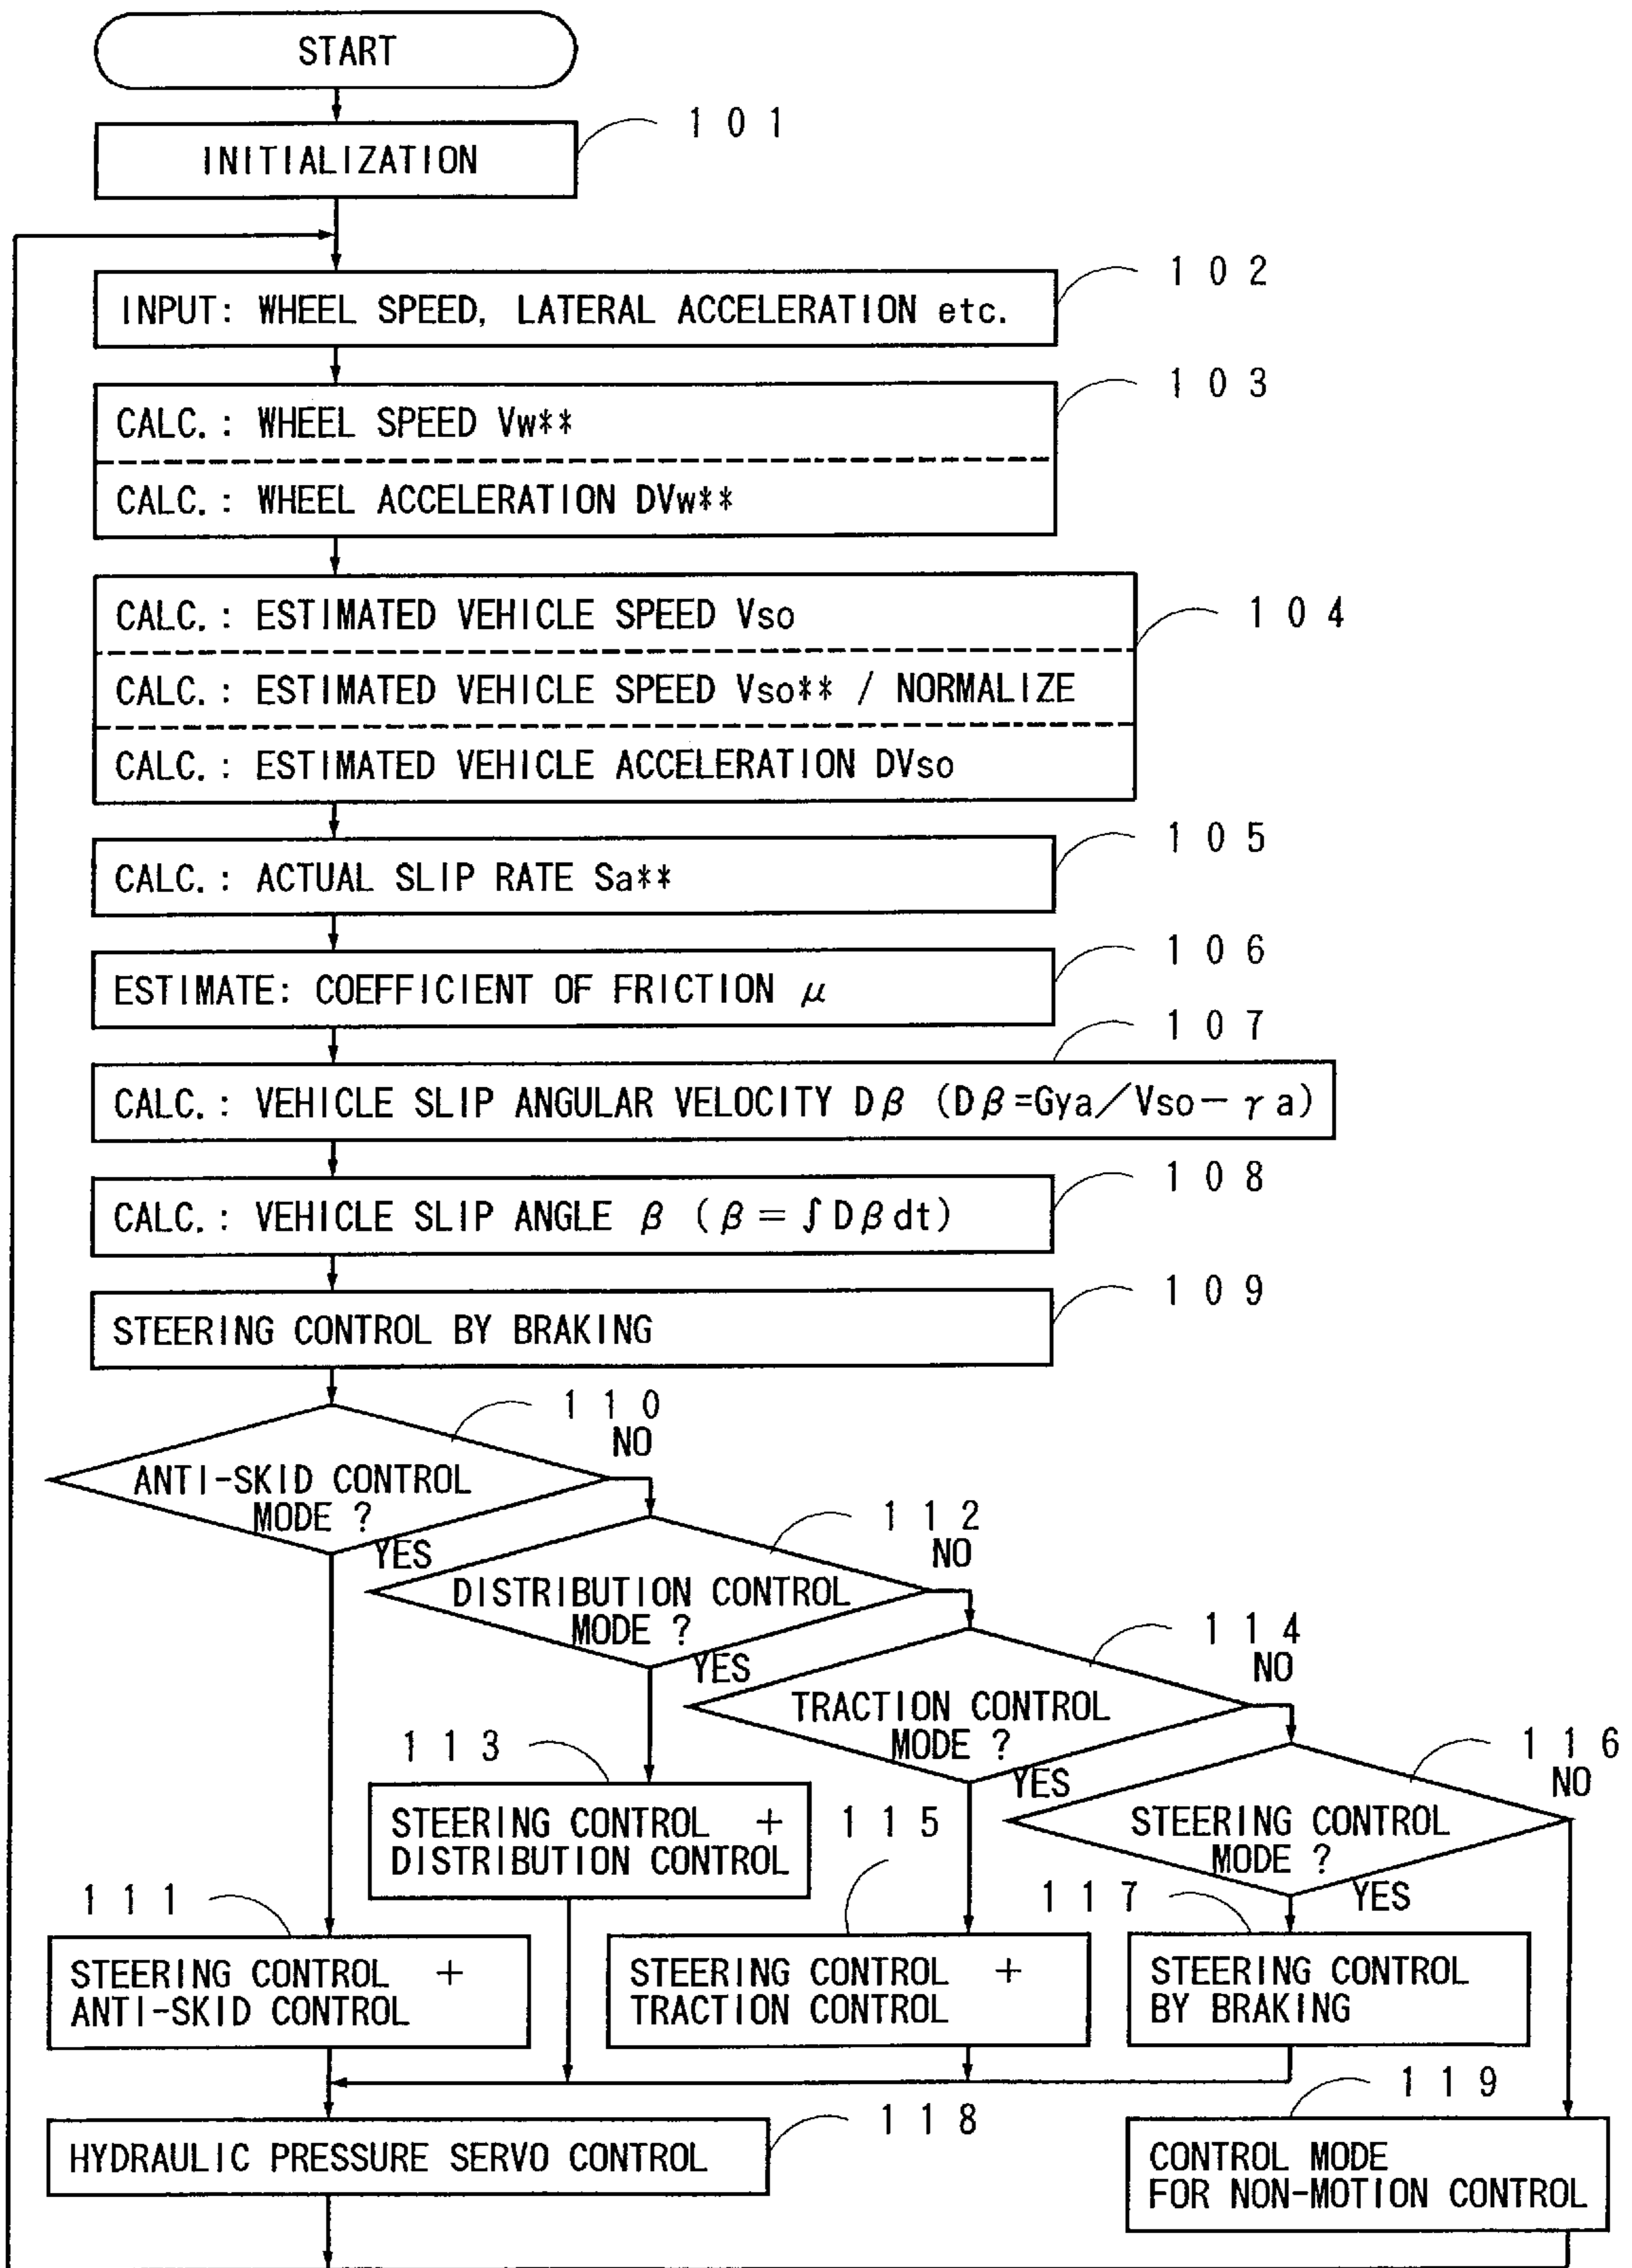 START
101
INITIALIZATION
102
INPUT: WHEEL SPEED, LATERAL ACCELERATION etc.
103
CALC.: WHEEL SPEED Vw**
CALC.: WHEEL ACCELERATION DVw**
104
CALC.: ESTIMATED VEHICLE SPEED Vso
CALC.: ESTIMATED VEHICLE SPEED Vso** / NORMALIZE
CALC.: ESTIMATED VEHICLE ACCELERATION DVso
105
CALC.: ACTUAL SLIP RATE Sa**
106
ESTIMATE: COEFFICIENT OF FRICTION μ
107
CALC.: VEHICLE SLIP ANGULAR VELOCITY Dβ (Dβ=Gya/Vso-γa)
108
CALC.: VEHICLE SLIP ANGLE β (β=∫Dβdt)
109
STEERING CONTROL BY BRAKING
110
NO
ANTI-SKID CONTROL
MODE ?
YES
112
NO
DISTRIBUTION CONTROL
MODE ?
YES
114
NO
TRACTION CONTROL
MODE ?
YES
116
NO
STEERING CONTROL
MODE ?
YES
113
STEERING CONTROL +
DISTRIBUTION CONTROL
115
111
STEERING CONTROL +
ANTI-SKID CONTROL
STEERING CONTROL +
TRACTION CONTROL
117
STEERING CONTROL
BY BRAKING
118
HYDRAULIC PRESSURE SERVO CONTROL
119
CONTROL MODE
FOR NON-MOTION CONTROL